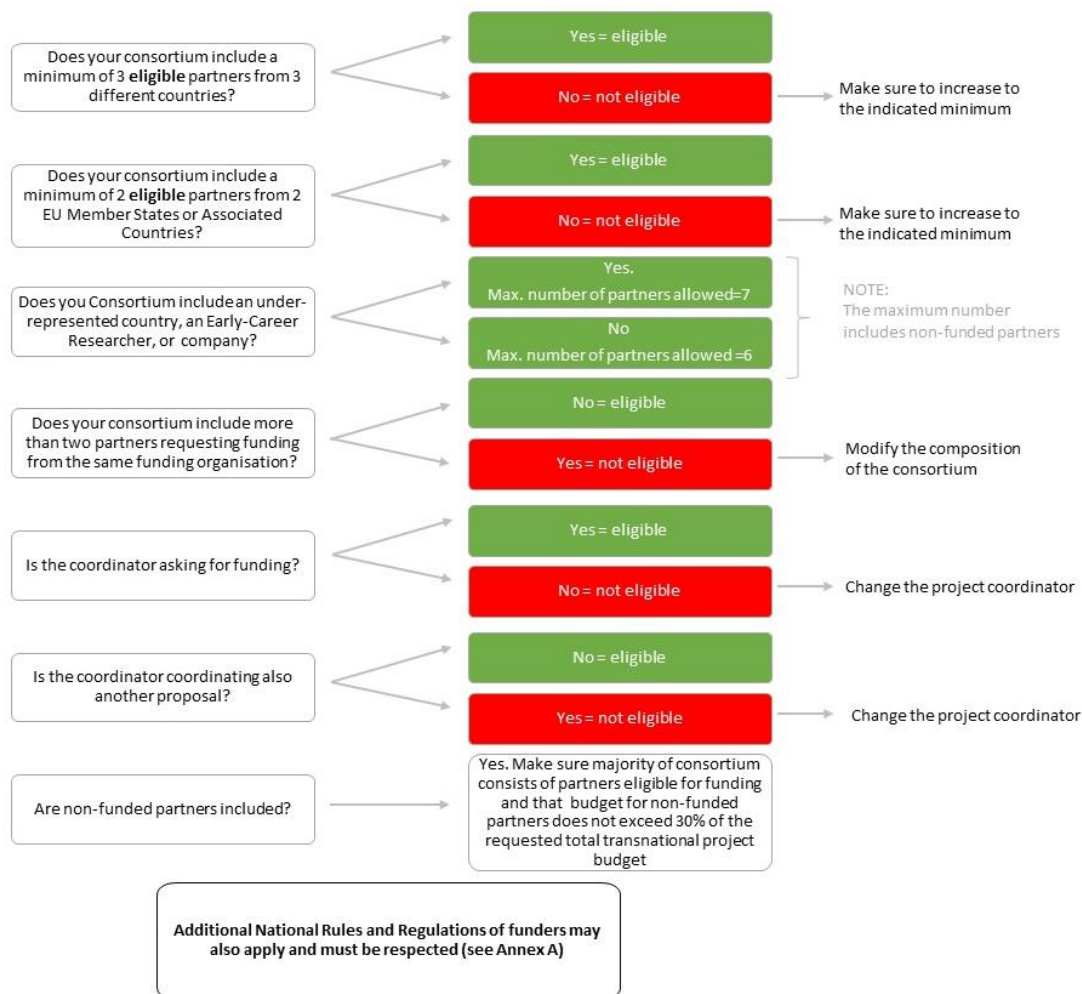 Does your consortium include a
minimum of 3 eligible partners from 3
different countries?
Yes = eligible
No = not eligible
Make sure to increase to
the indicated minimum
Does your consortium include a
minimum of 2 eligible partners from 2
EU Member States or Associated
Countries?
Yes = eligible
No = not eligible
Make sure to increase to
the indicated minimum
Does you Consortium include an under-
represented country, an Early-Career
Researcher, or company?
Yes.
Max. number of partners allowed=7
No
Max. number of partners allowed =6
NOTE:
The maximum number
includes non-funded partners
Does your consortium include more
than two partners requesting funding
from the same funding organisation?
No = eligible
Yes = not eligible
Modify the composition
of the consortium
Is the coordinator asking for funding?
Yes = eligible
No = not eligible
Change the project coordinator
Is the coordinator coordinating also
another proposal?
No = eligible
Yes = not eligible
Change the project coordinator
Are non-funded partners included?
Yes. Make sure majority of consortium
consists of partners eligible for funding
and that budget for non-funded
partners does not exceed 30% of the
requested total transnational project
budget
Additional National Rules and Regulations of funders may
also apply and must be respected (see Annex A)